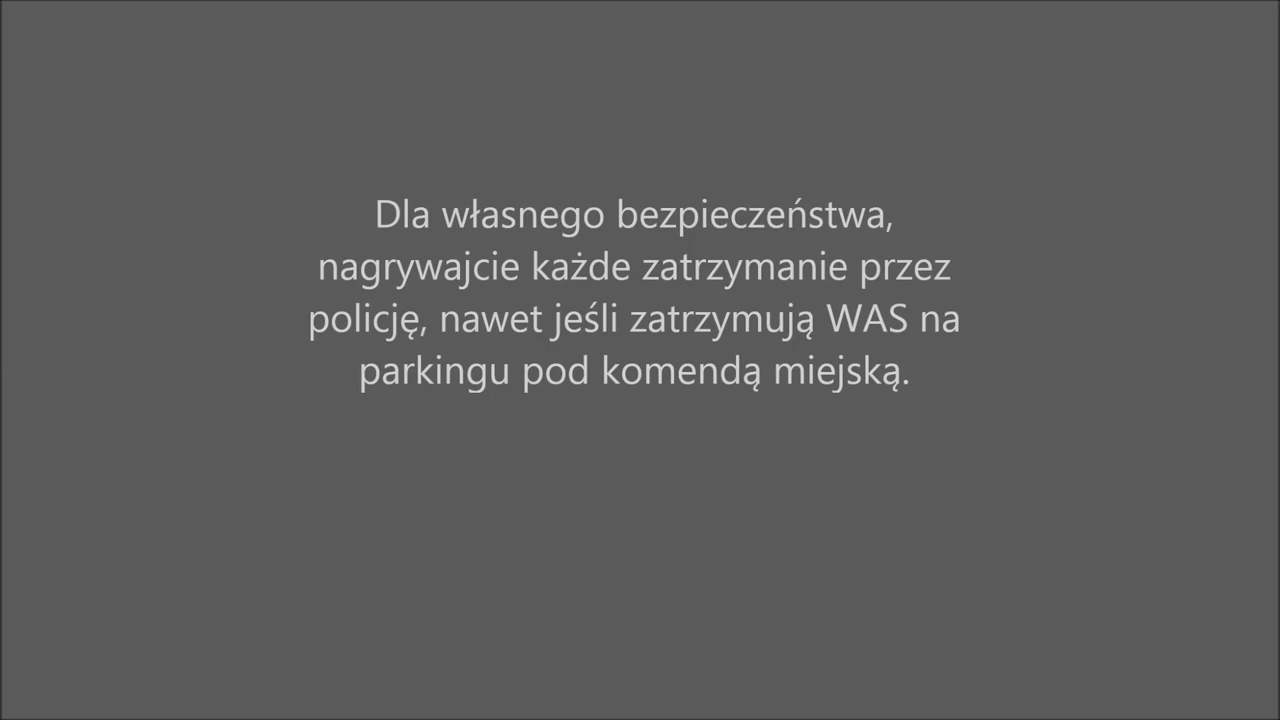 Dla własnego bezpieczeństwa,
nagrywajcie każde zatrzymanie przez
policję, nawet jeśli zatrzymują WAS na
parkingu pod komendą miejską.